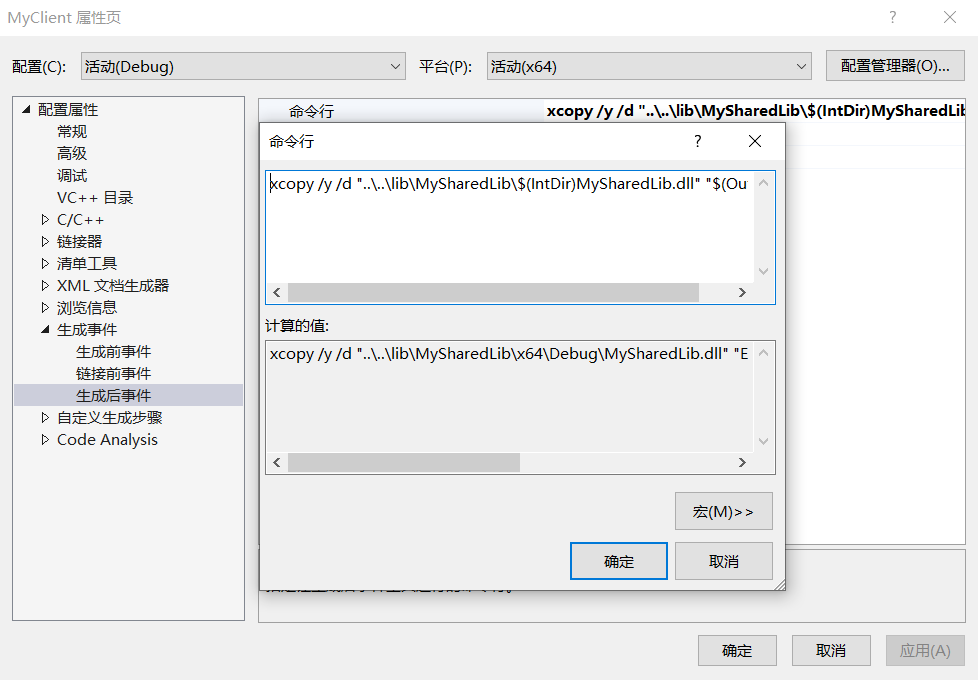 MyClient 属性页
配置(C): 活动(Debug) 平台(P): 活动(x64) 配置管理器(O)...
配置属性
常规
高级
调试
VC++ 目录
C/C++
链接器
清单工具
XML 文档生成器
浏览信息
生成事件
生成前事件
链接前事件
生成后事件
自定义生成步骤
Code Analysis
命令行 xcopy /y /d "..\..\lib\MySharedLib\$(IntDir)MySharedLib
命令行
xcopy /y /d "..\..\lib\MySharedLib\$(IntDir)MySharedLib.dll" "$(Ou
计算的值:
xcopy /y /d "..\..\lib\MySharedLib\x64\Debug\MySharedLib.dll" "E
宏(M)>>
确定 取消
确定 取消 应用(A)